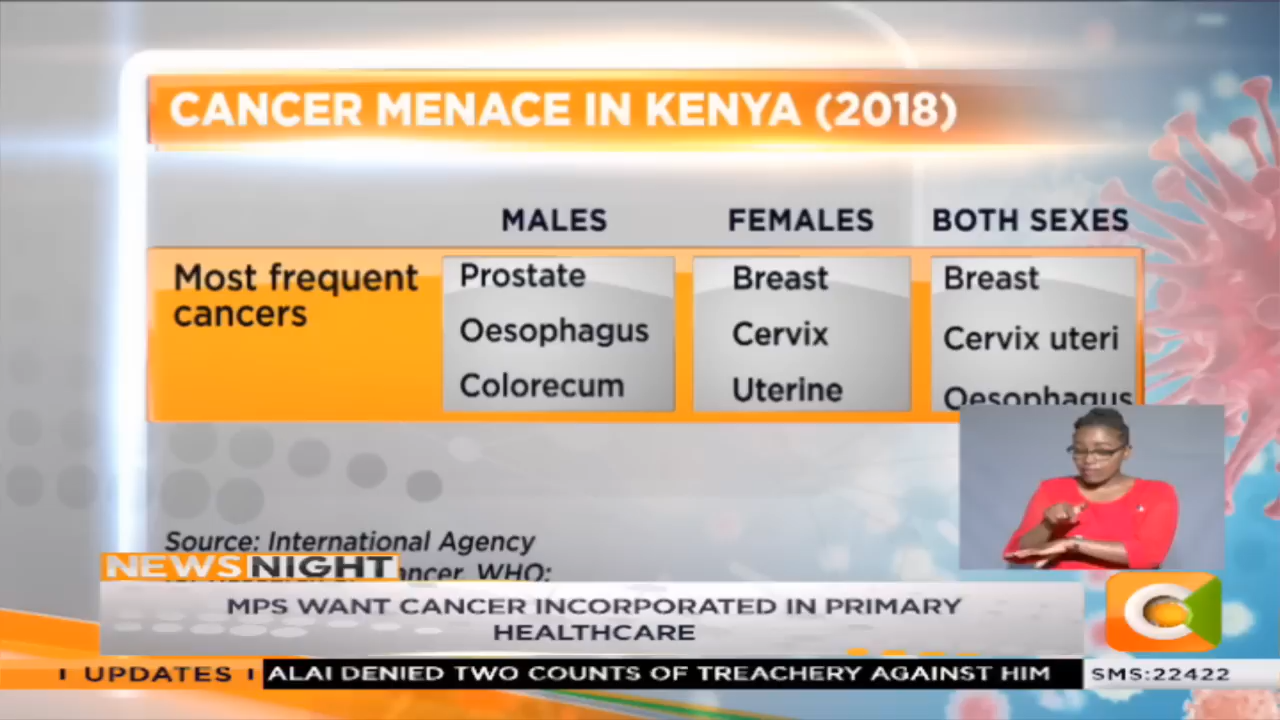 CANCER MENACE IN KENYA (2018)
MALES FEMALES BOTH SEXES
Most frequent
cancers
Prostate Breast Breast
Oesophagus Cervix Cervix uteri
Colorecum Uterine Oesophagus
Source: International Agency
NEWSNIGHT
WHO:
MPS WANT CANCER INCORPORATED IN PRIMARY
HEALTHCARE
UPDATES ALAI DENIED TWO COUNTS OF TREACHERY AGAINST HIM SMS:22422